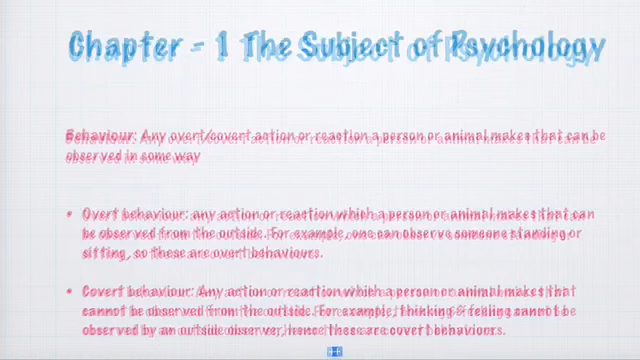 Chapter - 1 The Subject of Psychology
Behaviour: Any overt/covert action or reaction a person or animal makes that can be
observed in some way
• Overt behaviour: any action or reaction which a person or animal makes that can
be observed from the outside. For example, one can observe someone standing or
sitting, so these are overt behaviours.
• Covert behaviour: Any action or reaction which a person or animal makes that
cannot be observed from the outside. For example, thinking & feeling cannot be
observed by an outside observer, hence these are covert behaviours.